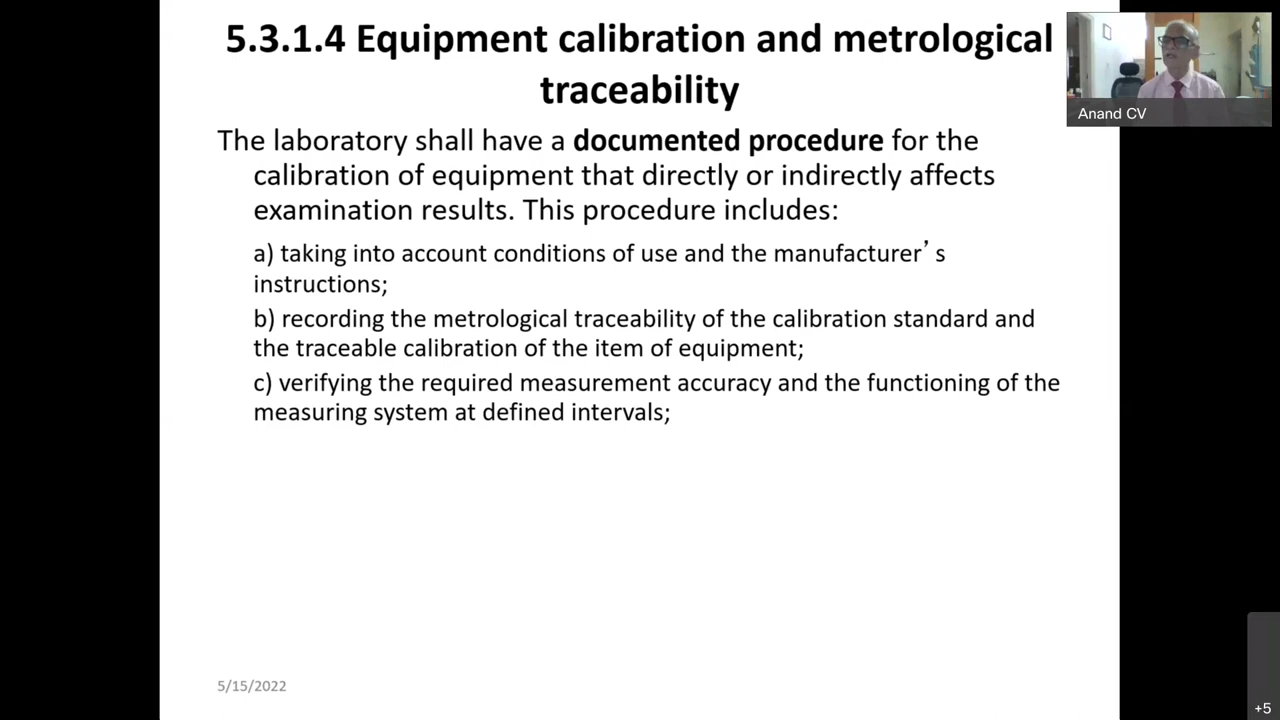 5.3.1.4 Equipment calibration and metrological
traceability
Anand CV
The laboratory shall have a documented procedure for the
calibration of equipment that directly or indirectly affects
examination results. This procedure includes:
a) taking into account conditions of use and the manufacturer’s
instructions;
b) recording the metrological traceability of the calibration standard and
the traceable calibration of the item of equipment;
c) verifying the required measurement accuracy and the functioning of the
measuring system at defined intervals;
5/15/2022
+5